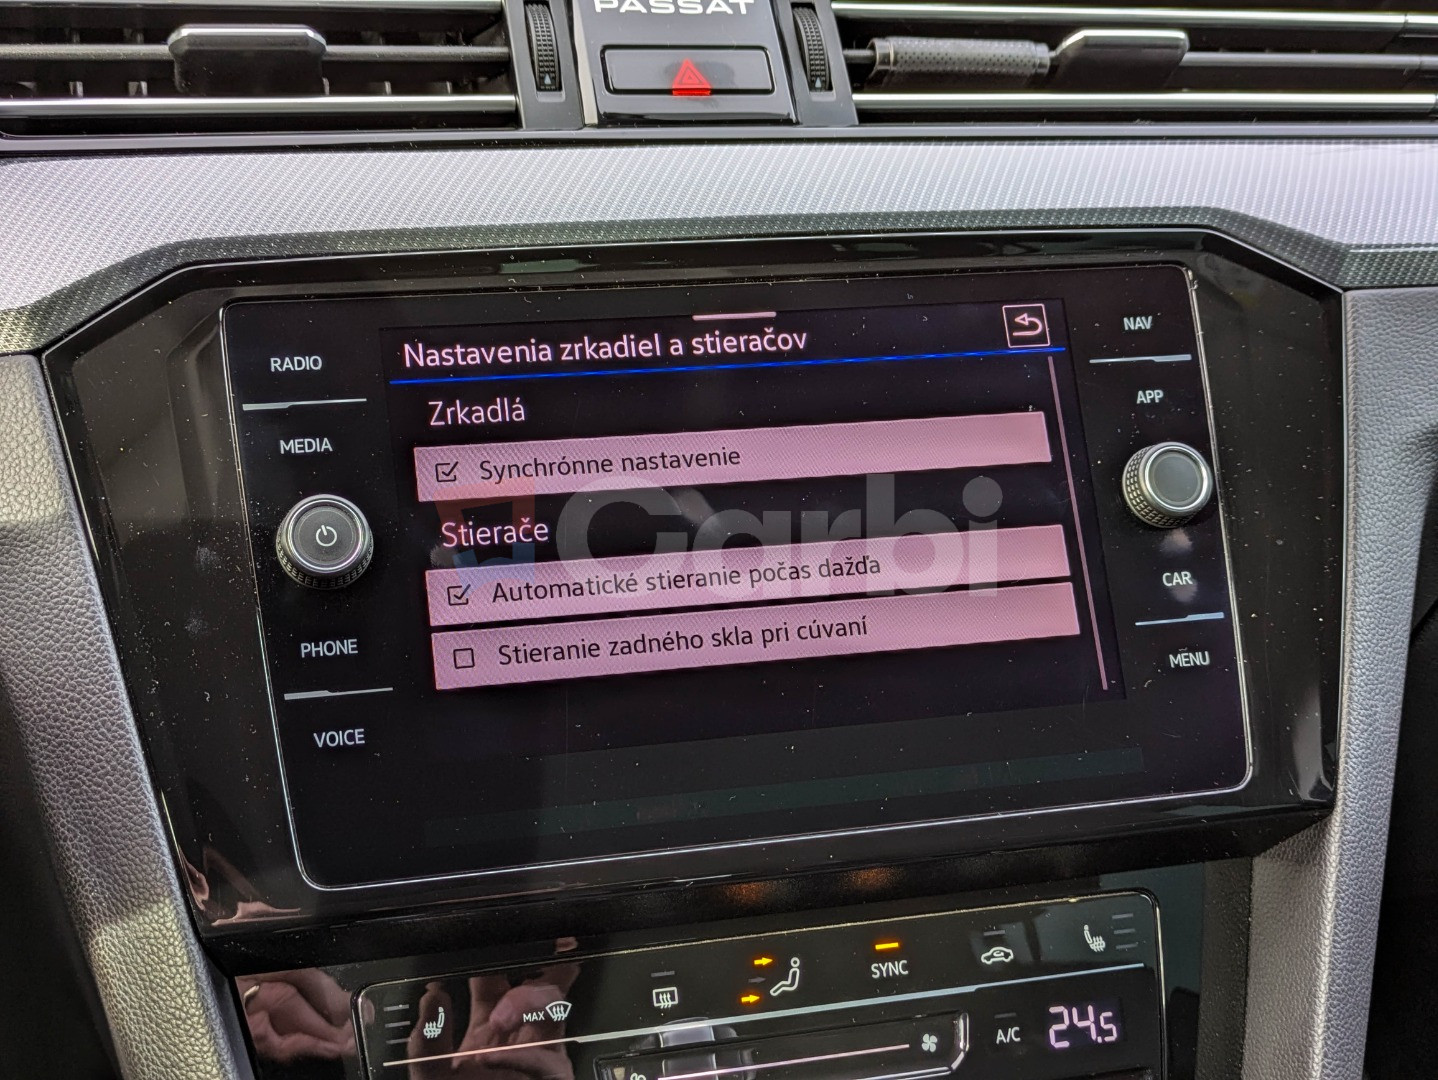 PASSAT
Nastavenia zrkadiel a stieračov
Zrkadlá
Synchrónne nastavenie
Stierače
Automatické stieranie počas dažďa
Stieranie zadného skla pri cúvaní
RADIO
MEDIA
PHONE
VOICE
NAV
APP
CAR
MENU
Carbi
MAX
SYNC
A/C
24.5